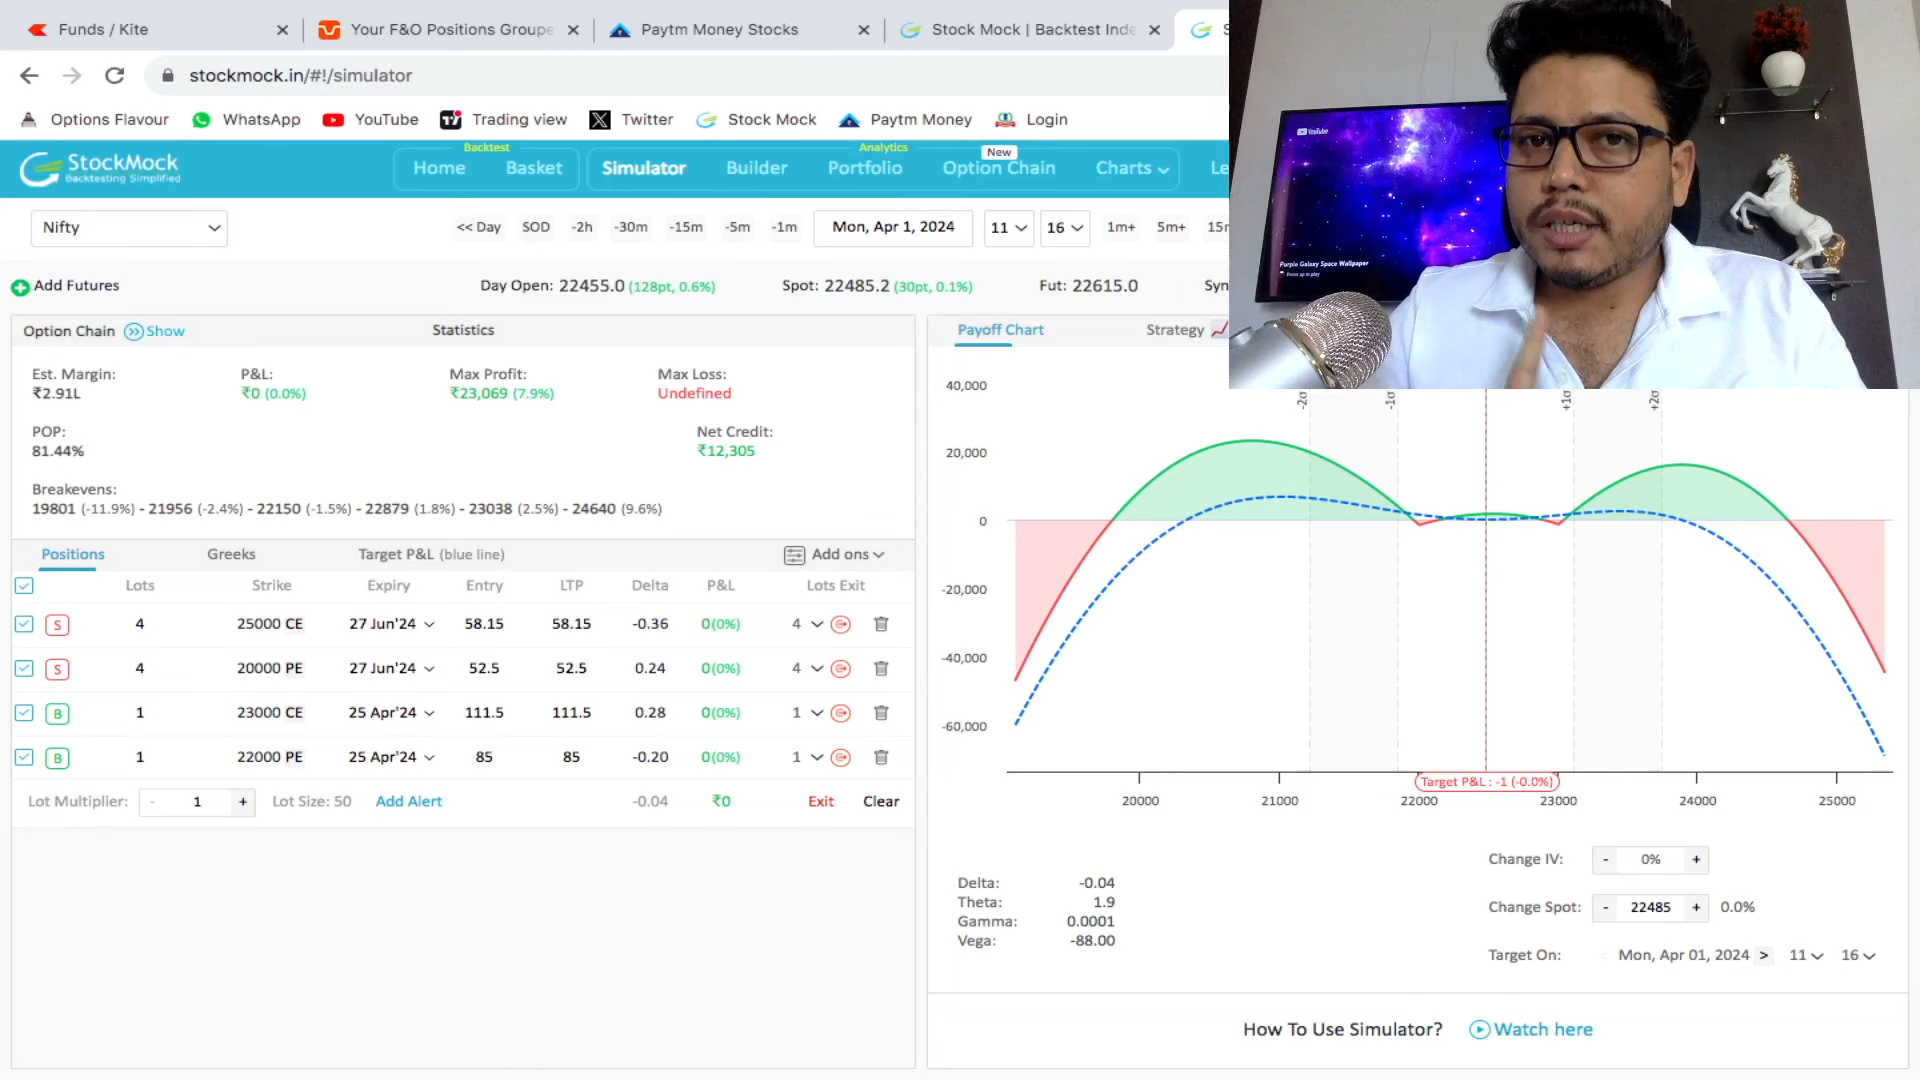 Funds / Kite
Your F&O Positions Groupe
Paytm Money Stocks
Stock Mock | Backtest Inde
stockmock.in/#!/simulator
Options Flavour WhatsApp YouTube Trading view Twitter Stock Mock Paytm Money Login
StockMock
Backtesting Simplified
Backtest
Home Basket
Simulator Builder
Analytics
Portfolio
New
Option Chain
Charts
Le
Nifty
<< Day SOD -2h -30m -15m -5m -1m Mon, Apr 1, 2024 11 16 1m+ 5m+ 15m
Add Futures
Day Open: 22455.0 (128pt, 0.6%) Spot: 22485.2 (30pt, 0.1%) Fut: 22615.0 Syn
Option Chain Show Statistics
Est. Margin: P&L: Max Profit: Max Loss:
₹2.91L ₹0 (0.0%) ₹23,069 (7.9%) Undefined
POP: Net Credit:
81.44% ₹12,305
Breakevens:
19801 (-11.9%) - 21956 (-2.4%) - 22150 (-1.5%) - 22879 (1.8%) - 23038 (2.5%) - 24640 (9.6%)
Positions Greeks Target P&L (blue line) Add ons
Lots Strike Expiry Entry LTP Delta P&L Lots Exit
S 4 25000 CE 27 Jun'24 58.15 58.15 -0.36 0(0%) 4
S 4 20000 PE 27 Jun'24 52.5 52.5 0.24 0(0%) 4
B 1 23000 CE 25 Apr'24 111.5 111.5 0.28 0(0%) 1
B 1 22000 PE 25 Apr'24 85 85 -0.20 0(0%) 1
Lot Multiplier: - 1 + Lot Size: 50 Add Alert -0.04 ₹0 Exit Clear
Payoff Chart Strategy
-2σ -1σ +1σ +2σ
40,000
20,000
0
-20,000
-40,000
-60,000
Target P&L : -1 (-0.0%)
20000 21000 22000 23000 24000 25000
Delta: -0.04
Theta: 1.9
Gamma: 0.0001
Vega: -88.00
Change IV: - 0% +
Change Spot: - 22485 + 0.0%
Target On: < Mon, Apr 01, 2024 > 11 16
How To Use Simulator? Watch here
YouTube
Purple Galaxy Space Wallpaper